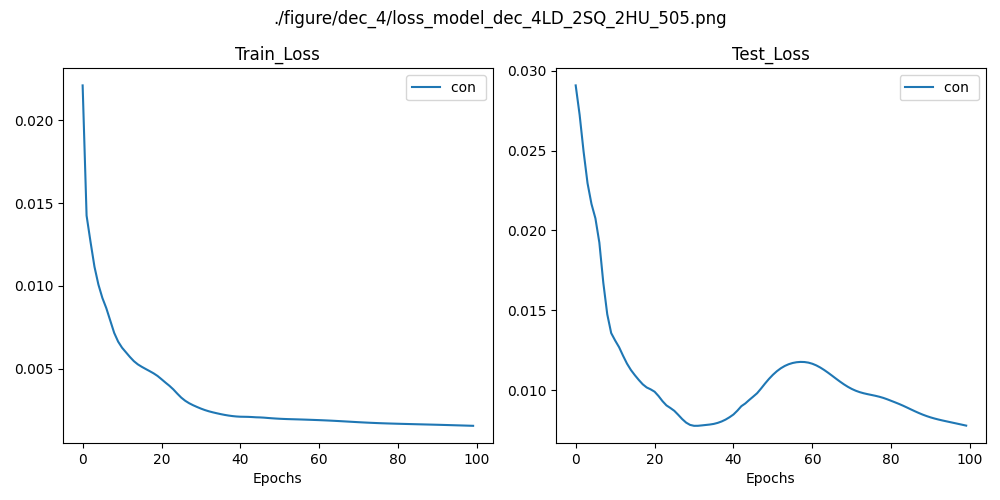 ./figure/dec_4/loss_model_dec_4LD_2SQ_2HU_505.png
Train_Loss
con
0.020
0.015
0.010
0.005
0 20 40 60 80 100
Epochs
Test_Loss
con
0.030
0.025
0.020
0.015
0.010
0 20 40 60 80 100
Epochs